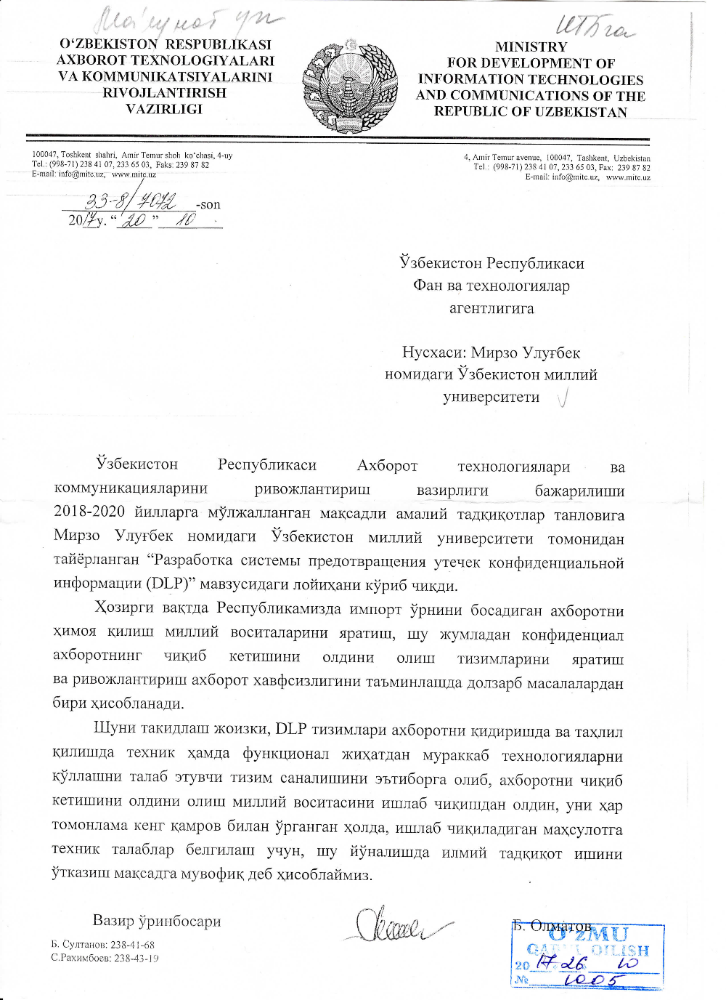 Маълумот уп
ИТБга
O‘ZBEKISTON RESPUBLIKASI
AXBOROT TEXNOLOGIYALARI
VA KOMMUNIKATSIYALARINI
RIVOJLANTIRISH
VAZIRLIGI
MINISTRY
FOR DEVELOPMENT OF
INFORMATION TECHNOLOGIES
AND COMMUNICATIONS OF THE
REPUBLIC OF UZBEKISTAN
100047, Toshkent shahri, Amir Temur shoh ko‘chasi, 4-uy
Tel.: (998-71) 238 41 07, 233 65 03, Faks: 239 87 82
E-mail: info@mitc.uz, www.mitc.uz
4, Amir Temur avenue, 100047, Tashkent, Uzbekistan
Tel.: (998-71) 238 41 07, 233 65 03, Fax: 239 87 82
E-mail: info@mitc.uz, www.mitc.uz
33-8/7072-son
2017y. “20” 10
Ўзбекистон Республикаси
Фан ва технологиялар
агентлигига
Нусхаси: Мирзо Улуғбек
номидаги Ўзбекистон миллий
университети
Ўзбекистон Республикаси Ахборот технологиялари ва
коммуникацияларини ривожлантириш вазирлиги бажарилиши
2018-2020 йилларга мўлжалланган мақсадли амалий тадқиқотлар танловига
Мирзо Улуғбек номидаги Ўзбекистон миллий университети томонидан
тайёрланган “Разработка системы предотвращения утечек конфиденциальной
информации (DLP)” мавзусидаги лойиҳани кўриб чиқди.
Ҳозирги вақтда Республикамизда импорт ўрнини босадиган ахборотни
ҳимоя қилиш миллий воситаларини яратиш, шу жумладан конфиденциал
ахборотнинг чиқиб кетишини олдини олиш тизимларини яратиш
ва ривожлантириш ахборот хавфсизлигини таъминлашда долзарб масалалардан
бири ҳисобланади.
Шуни такидлаш жоизки, DLP тизимлари ахборотни қидиришда ва таҳлил
қилишда техник ҳамда функционал жиҳатдан мураккаб технологияларни
қўллашни талаб этувчи тизим саналишини эътиборга олиб, ахборотни чиқиб
кетишини олдини олиш миллий воситасини ишлаб чиқишдан олдин, уни ҳар
томонлама кенг қамров билан ўрганган ҳолда, ишлаб чиқиладиган маҳсулотга
техник талаблар белгилаш учун, шу йўналишда илмий тадқиқот ишини
ўтказиш мақсадга мувофиқ деб ҳисоблаймиз.
Вазир ўринбосари
Б. Олматов
Б. Султанов: 238-41-68
С.Рахимбоев: 238-43-19
O‘zMU
QABUL QILISH
2017 26 10
№ 1005